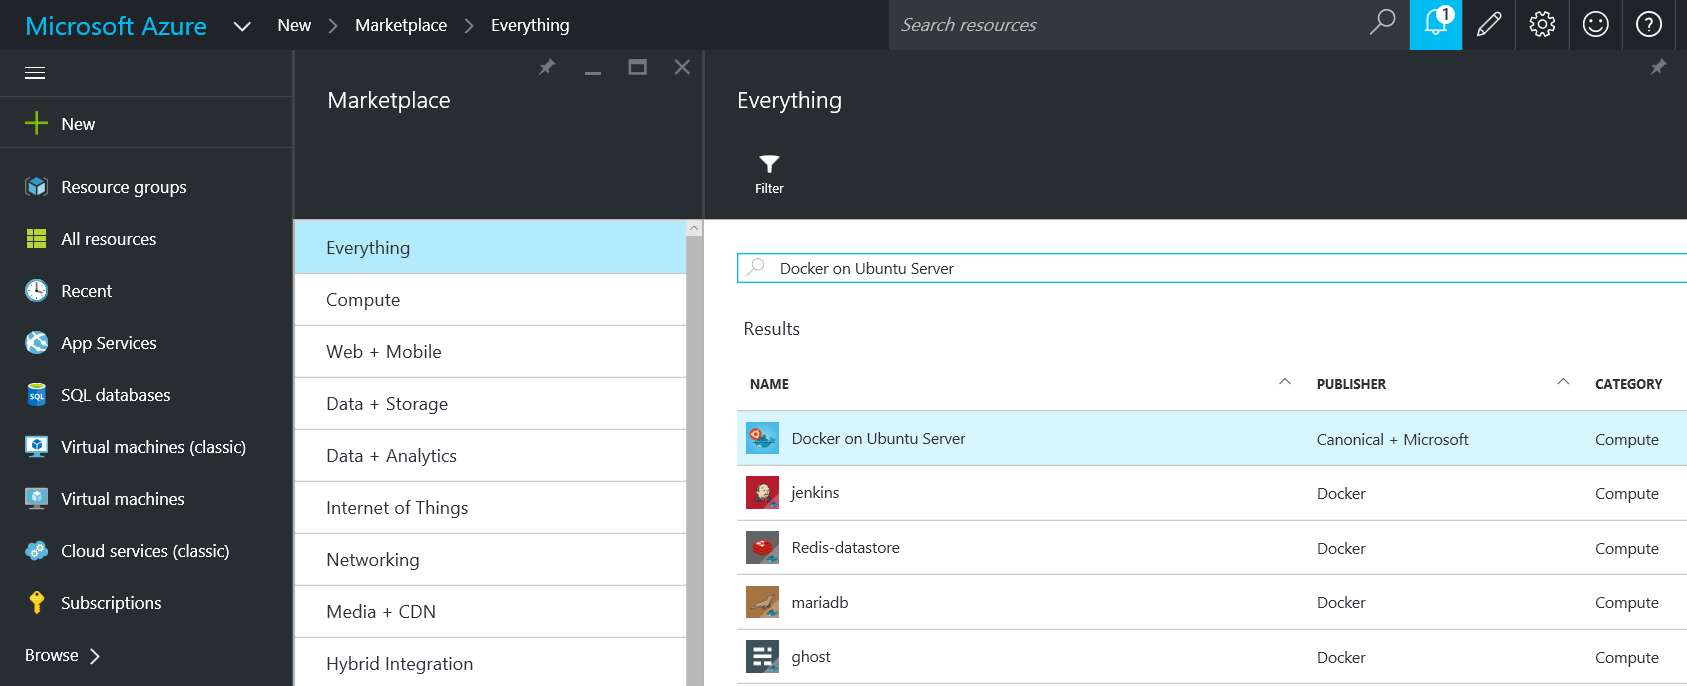 Microsoft Azure
New
Marketplace
Everything
Search resources
1
New
Resource groups
All resources
Recent
App Services
SQL
SQL databases
Virtual machines (classic)
Virtual machines
Cloud services (classic)
Subscriptions
Browse
Marketplace
Everything
Compute
Web + Mobile
Data + Storage
Data + Analytics
Internet of Things
Networking
Media + CDN
Hybrid Integration
Everything
Filter
Docker on Ubuntu Server
Results
NAME PUBLISHER CATEGORY
Docker on Ubuntu Server Canonical + Microsoft Compute
jenkins Docker Compute
Redis-datastore Docker Compute
mariadb Docker Compute
ghost Docker Compute